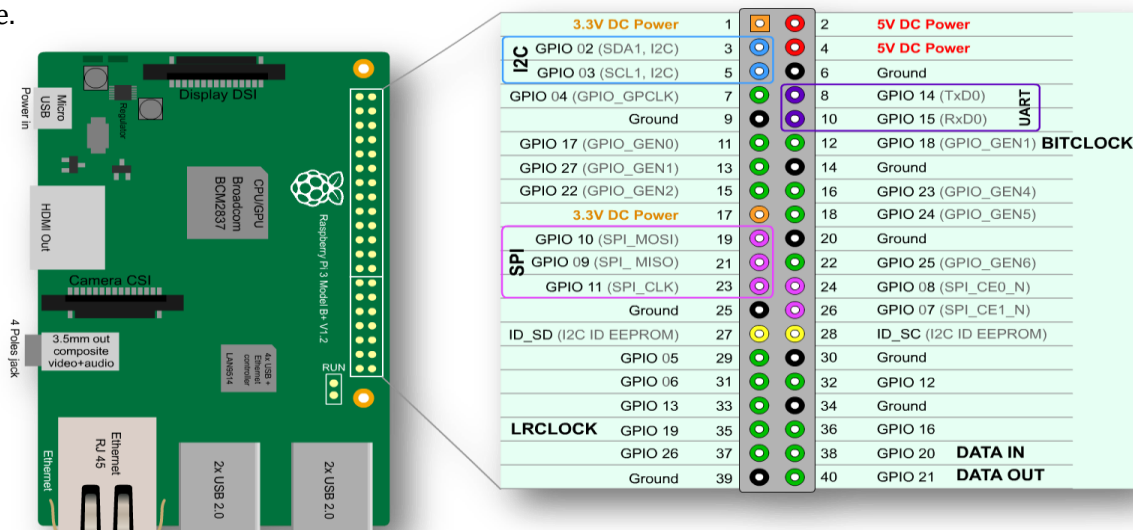 e.
Display DSI
Micro
USB
Power in
Regulator
HDMI Out
CPU/GPU
Broadcom
BCM2837
Raspberry Pi 3 Model B+ V1.2
Camera CSI
4 Poles jack
3.5mm out
composite
video+audio
4x USB +
Ethernet
controller
LAN9514
RUN
Ethernet
Ethernet
RJ 45
2x USB 2.0
2x USB 2.0
3.3V DC Power 1 2 5V DC Power
I2C GPIO 02 (SDA1, I2C) 3 4 5V DC Power
GPIO 03 (SCL1, I2C) 5 6 Ground
GPIO 04 (GPIO_GPCLK) 7 8 GPIO 14 (TxD0) UART
Ground 9 10 GPIO 15 (RxD0)
GPIO 17 (GPIO_GEN0) 11 12 GPIO 18 (GPIO_GEN1) BITCLOCK
GPIO 27 (GPIO_GEN1) 13 14 Ground
GPIO 22 (GPIO_GEN2) 15 16 GPIO 23 (GPIO_GEN4)
3.3V DC Power 17 18 GPIO 24 (GPIO_GEN5)
SPI GPIO 10 (SPI_MOSI) 19 20 Ground
GPIO 09 (SPI_ MISO) 21 22 GPIO 25 (GPIO_GEN6)
GPIO 11 (SPI_CLK) 23 24 GPIO 08 (SPI_CE0_N)
Ground 25 26 GPIO 07 (SPI_CE1_N)
ID_SD (I2C ID EEPROM) 27 28 ID_SC (I2C ID EEPROM)
GPIO 05 29 30 Ground
GPIO 06 31 32 GPIO 12
GPIO 13 33 34 Ground
LRCLOCK GPIO 19 35 36 GPIO 16
GPIO 26 37 38 GPIO 20 DATA IN
Ground 39 40 GPIO 21 DATA OUT